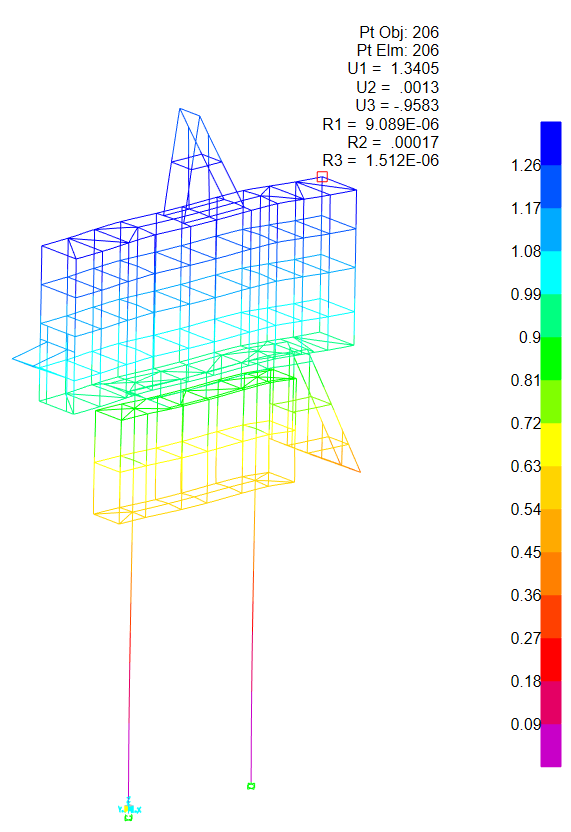 Pt Obj: 206
Pt Elm: 206
U1 = 1.3405
U2 = .0013
U3 = -.9583
R1 = 9.089E-06
R2 = .00017
R3 = 1.512E-06
1.26
1.17
1.08
0.99
0.9
0.81
0.72
0.63
0.54
0.45
0.36
0.27
0.18
0.09